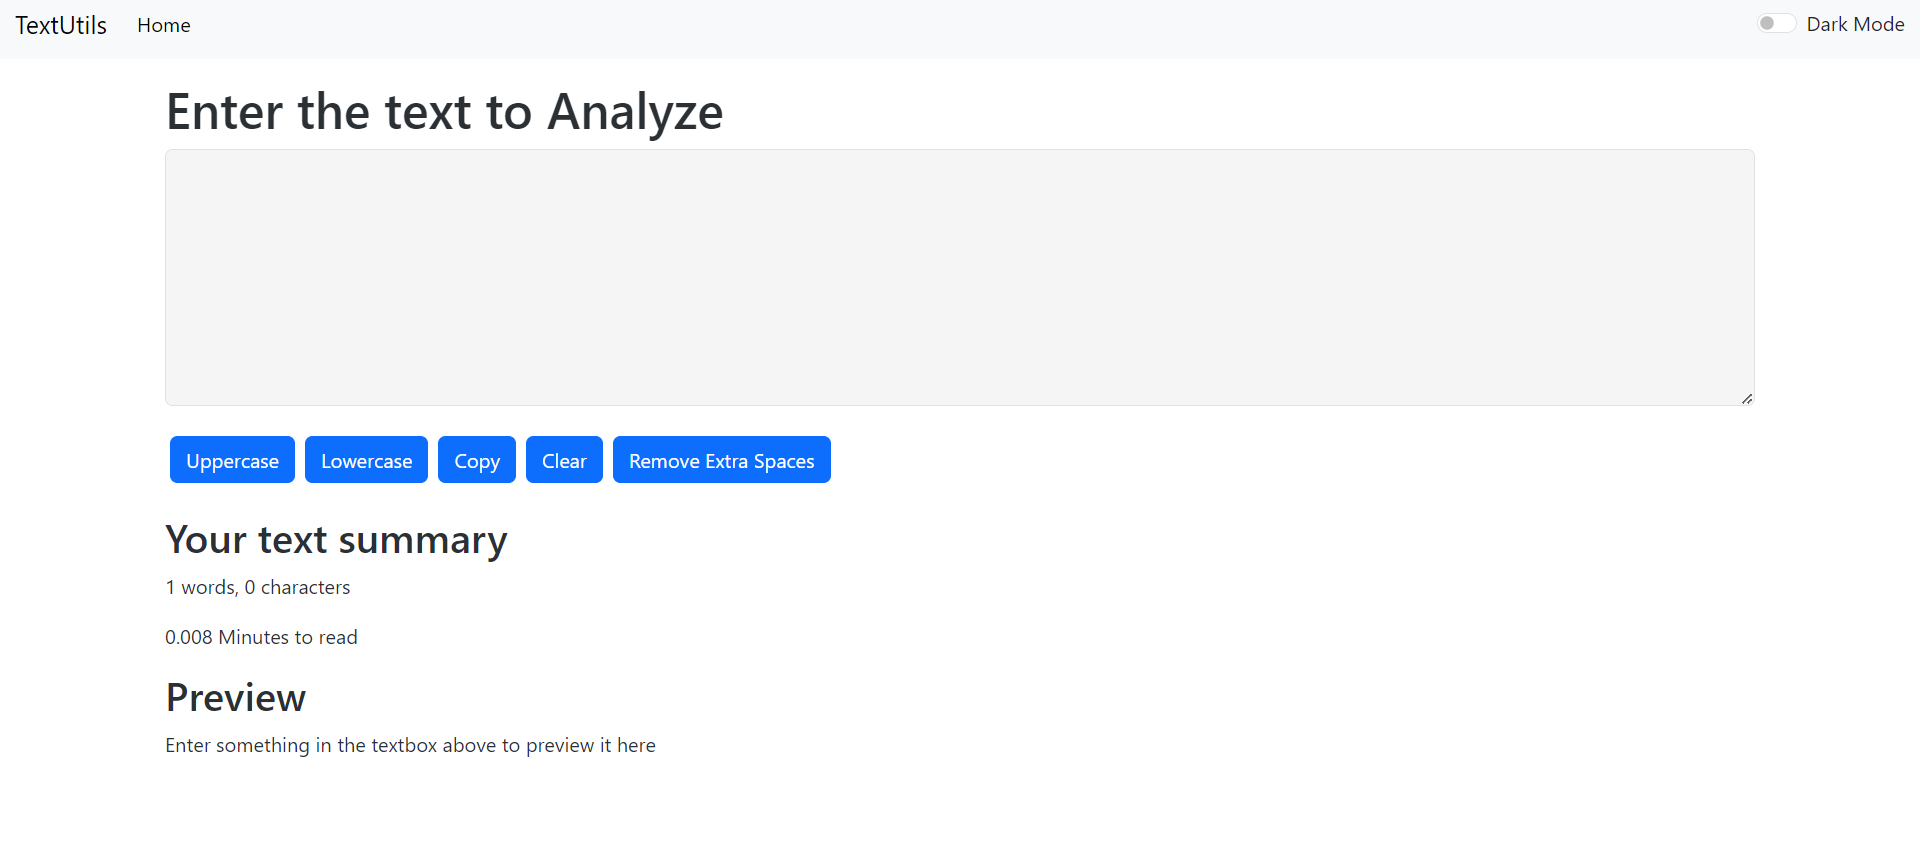 TextUtils Home Dark Mode
Enter the text to Analyze
Uppercase Lowercase Copy Clear Remove Extra Spaces
Your text summary
1 words, 0 characters
0.008 Minutes to read
Preview
Enter something in the textbox above to preview it here